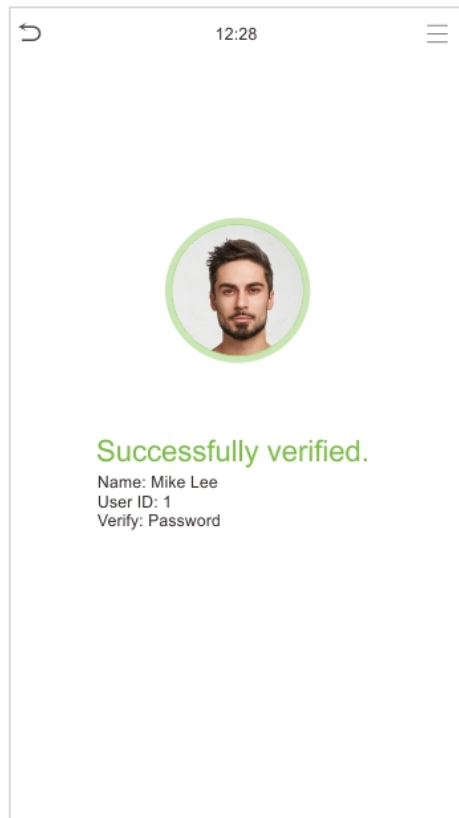 12:28
Successfully verified.
Name: Mike Lee
User ID: 1
Verify: Password